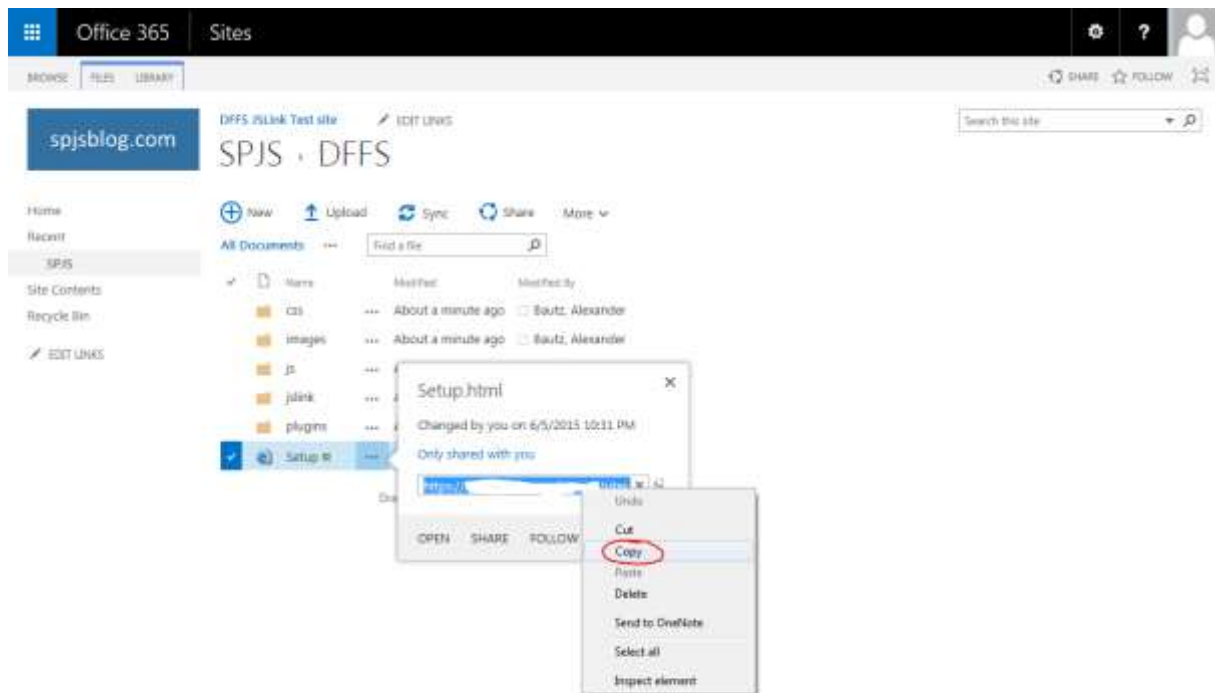 Office 365 Sites
BROWSE FILES LIBRARY SHARE FOLLOW
spjsblog.com
DFFS JSLink Test site EDIT LINKS
Search this site
SPJS DFFS
Home
Recent
SPJS
Site Contents
Recycle Bin
EDIT LINKS
New Upload Sync Share More
All Documents ... Find a file
Name Modified Modified By
css ... About a minute ago Bautz, Alexander
images ... About a minute ago Bautz, Alexander
js ...
jslink ...
plugins ...
Setup ...
Setup.html
Changed by you on 6/5/2015 10:31 PM
Only shared with you
https://
OPEN SHARE FOLLOW
Undo
Cut
Copy
Paste
Delete
Send to OneNote
Select all
Inspect element